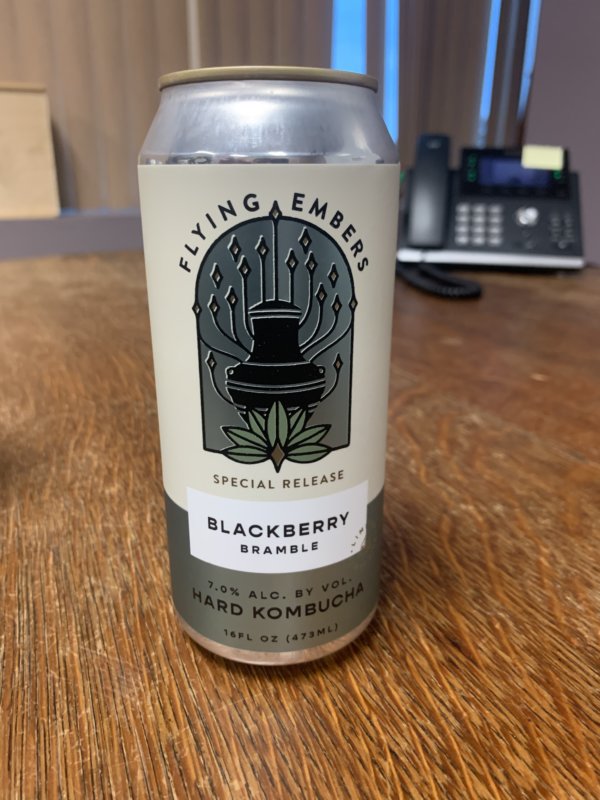 FLYING EMBERS
SPECIAL RELEASE
BLACKBERRY
BRAMBLE
7.0% ALC. BY VOL.
HARD KOMBUCHA
16FL OZ (473ML)